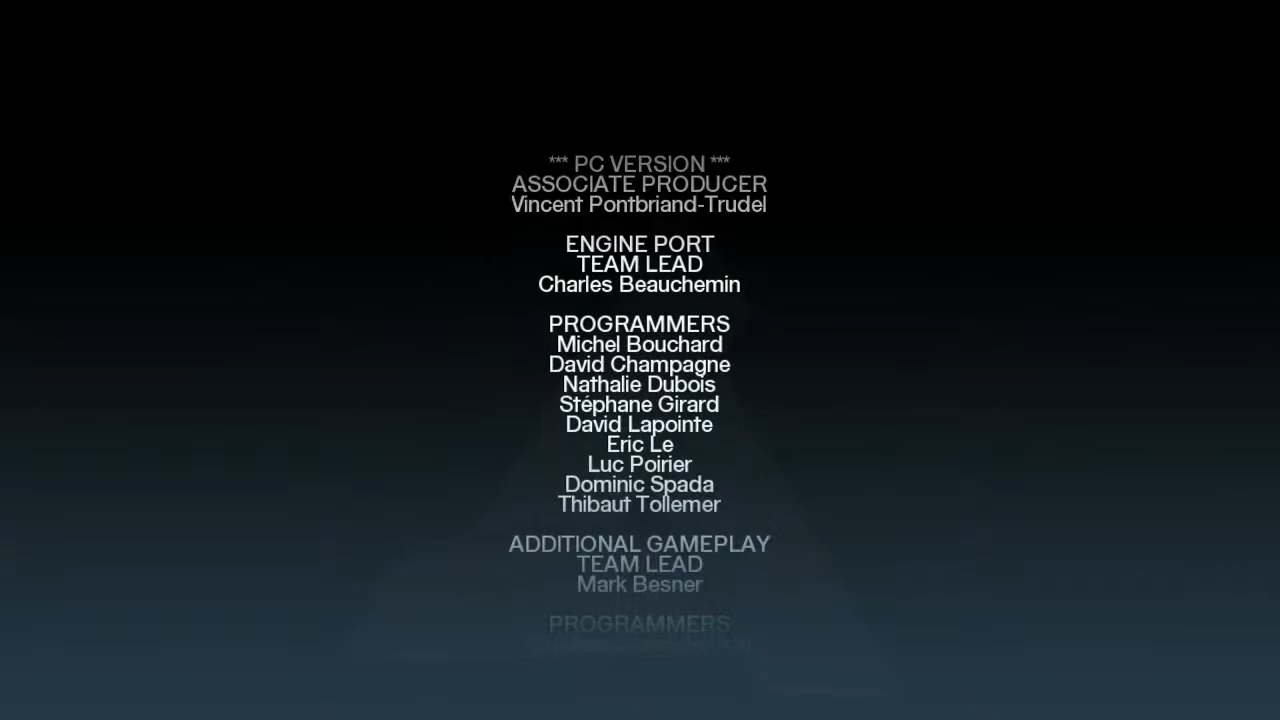 *** PC VERSION ***
ASSOCIATE PRODUCER
Vincent Pontbriand-Trudel
ENGINE PORT
TEAM LEAD
Charles Beauchemin
PROGRAMMERS
Michel Bouchard
David Champagne
Nathalie Dubois
Stéphane Girard
David Lapointe
Eric Le
Luc Poirier
Dominic Spada
Thibaut Tollemer
ADDITIONAL GAMEPLAY
TEAM LEAD
Mark Besner
PROGRAMMERS